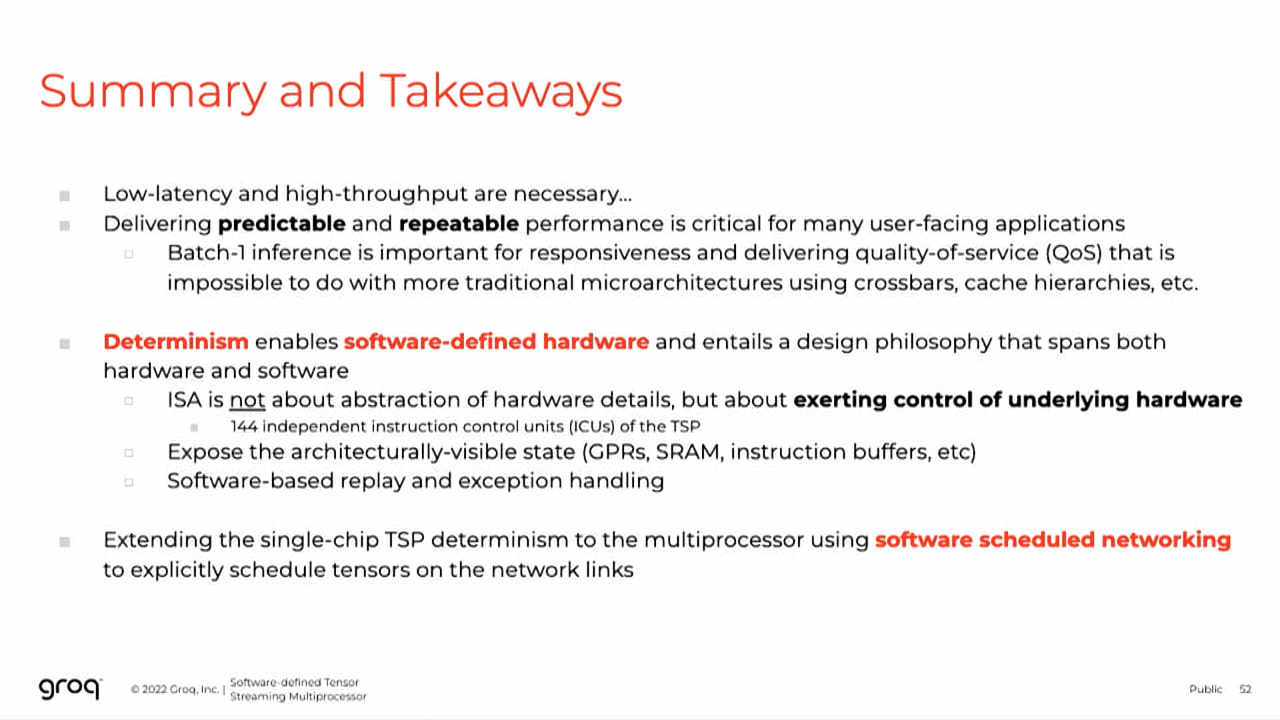 Summary and Takeaways
Low-latency and high-throughput are necessary...
Delivering predictable and repeatable performance is critical for many user-facing applications
Batch-1 inference is important for responsiveness and delivering quality-of-service (QoS) that is
impossible to do with more traditional microarchitectures using crossbars, cache hierarchies, etc.
Determinism enables software-defined hardware and entails a design philosophy that spans both
hardware and software
ISA is not about abstraction of hardware details, but about exerting control of underlying hardware
144 independent instruction control units (ICUs) of the TSP
Expose the architecturally-visible state (GPRs, SRAM, instruction buffers, etc)
Software-based replay and exception handling
Extending the single-chip TSP determinism to the multiprocessor using software scheduled networking
to explicitly schedule tensors on the network links
groq™ © 2022 Groq, Inc. | Software-defined Tensor
Streaming Multiprocessor
Public 52